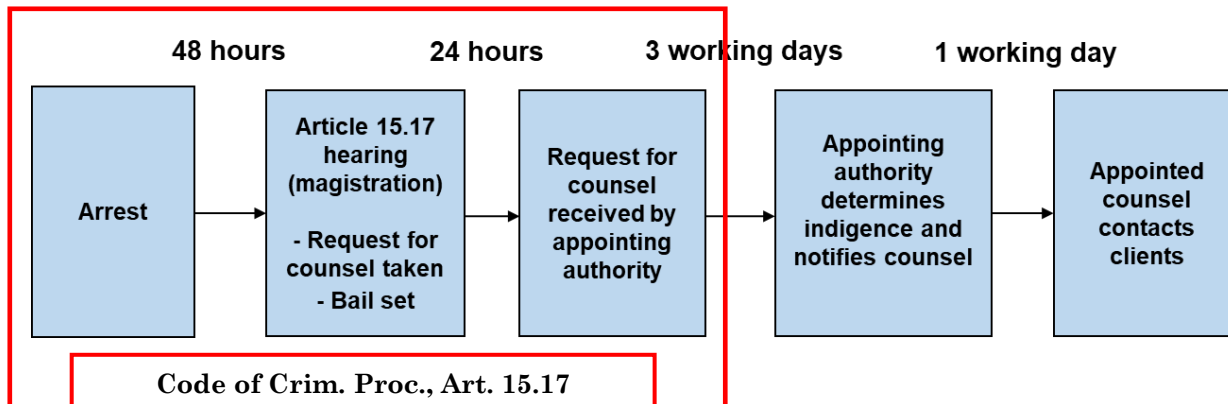 48 hours
24 hours
3 working days
1 working day
Arrest
Article 15.17
hearing
(magistration)
- Request for
counsel taken
- Bail set
Request for
counsel
received by
appointing
authority
Appointing
authority
determines
indigence and
notifies counsel
Appointed
counsel
contacts
clients
Code of Crim. Proc., Art. 15.17